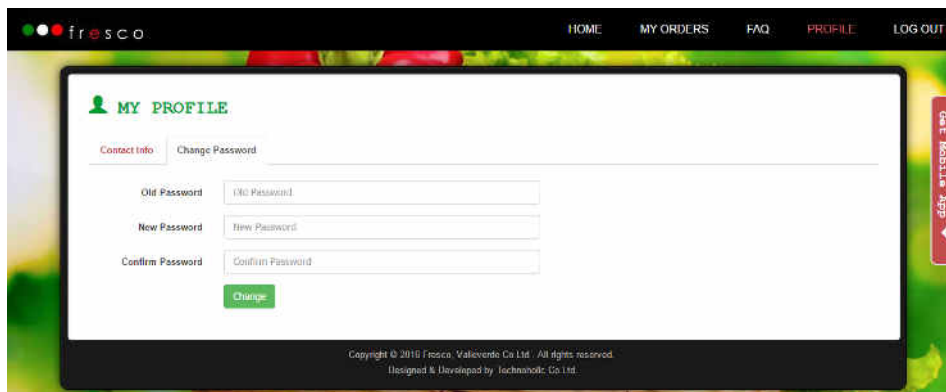 fresco
HOME MY ORDERS FAQ PROFILE LOG OUT
MY PROFILE
Contact Info Change Password
Old Password Old Password
New Password New Password
Confirm Password Confirm Password
Change
Get Mobile App
Copyright © 2016 Fresco, Valleverde Co.Ltd . All rights reserved.
Designed & Developed by Technoholic Co.Ltd.